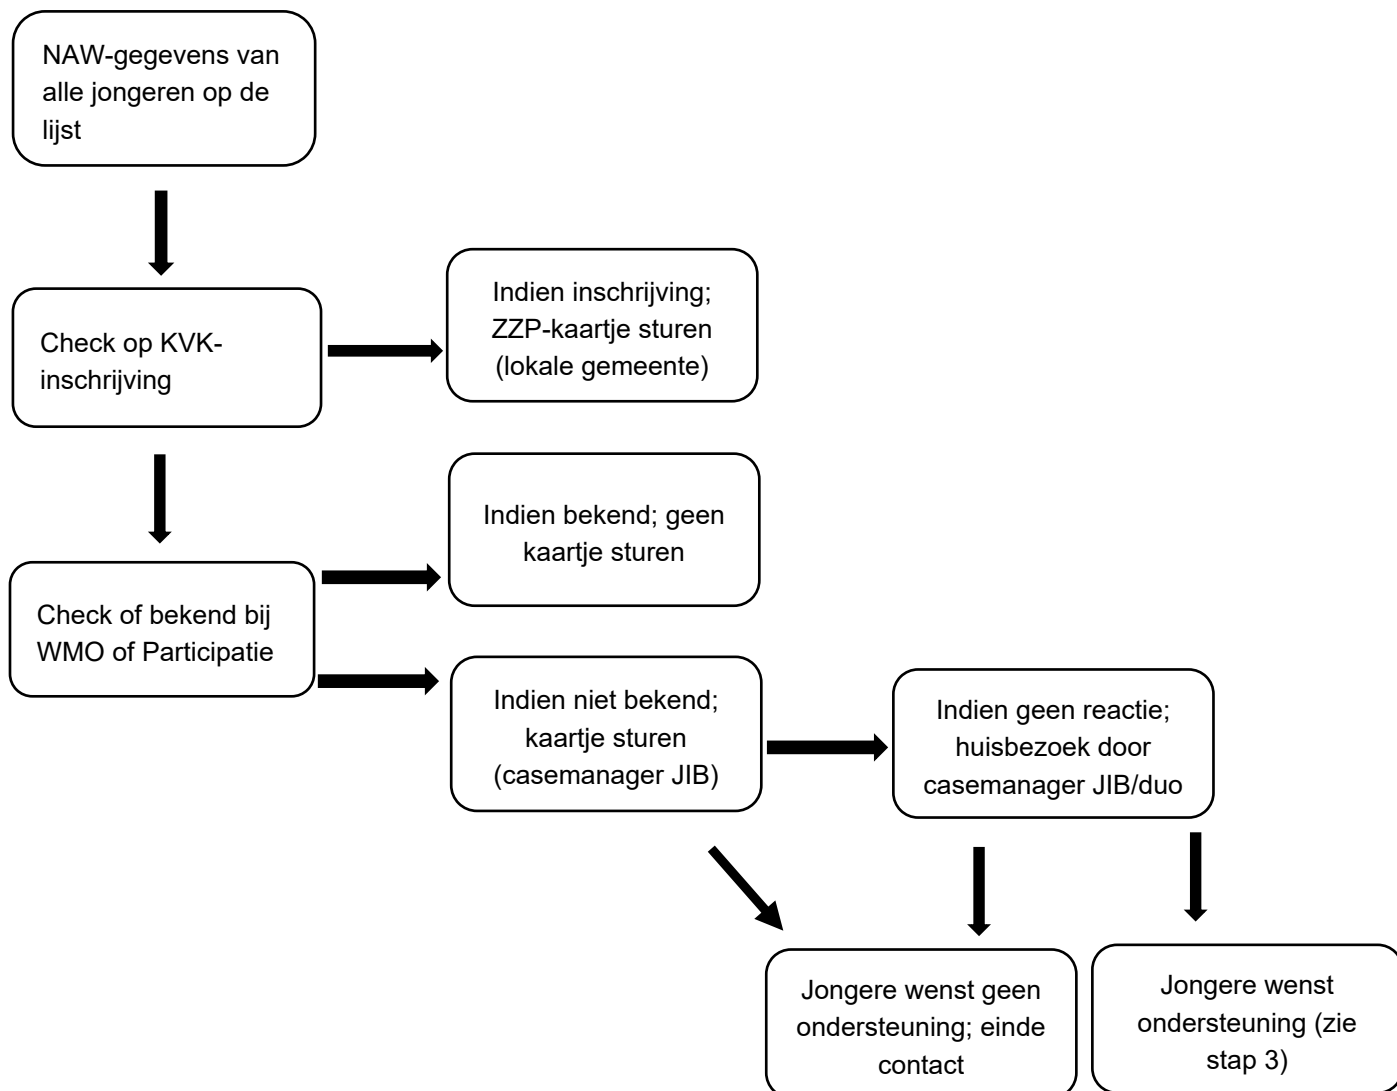 NAW-gegevens van
alle jongeren op de
lijst
Check op KVK-
inschrijving
Indien inschrijving;
ZZP-kaartje sturen
(lokale gemeente)
Check of bekend bij
WMO of Participatie
Indien bekend; geen
kaartje sturen
Indien niet bekend;
kaartje sturen
(casemanager JIB)
Indien geen reactie;
huisbezoek door
casemanager JIB/duo
Jongere wenst geen
ondersteuning; einde
contact
Jongere wenst
ondersteuning (zie
stap 3)